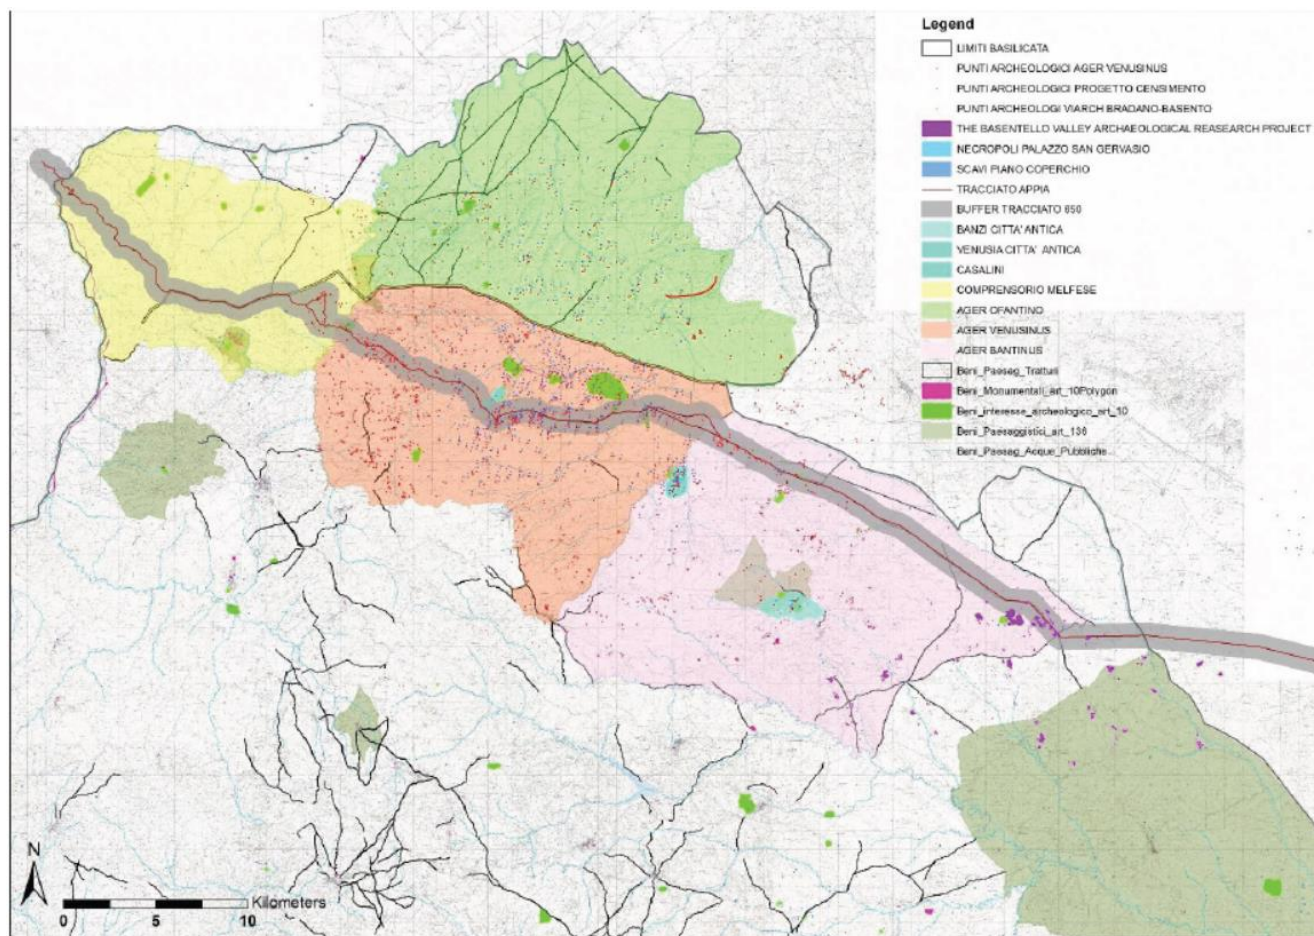 Legend
LIMITI BASILICATA
PUNTI ARCHEOLOGICI AGER VENUSINUS
PUNTI ARCHEOLOGICI PROGETTO CENSIMENTO
PUNTI ARCHEOLOGI VIARCH BRADANO-BASENTO
THE BASENTELLO VALLEY ARCHAEOLOGICAL REASEARCH PROJECT
NECROPOLI PALAZZO SAN GERVASIO
SCAVI PIANO COPERCHIO
TRACCIATO APPIA
BUFFER TRACCIATO 650
BANZI CITTA' ANTICA
VENUSIA CITTA' ANTICA
CASALINI
COMPRENSORIO MELFESE
AGER OFANTINO
AGER VENUSINUS
AGER BANTINUS
Beni_Paesag_Tratturi
Beni_Monumentali_art_10Polygon
Beni_interesse_archeologico_art_10
Beni_Paesaggistici_art_136
Beni_Paesag_Acque_Pubbliche
N
Kilometers
0 5 10